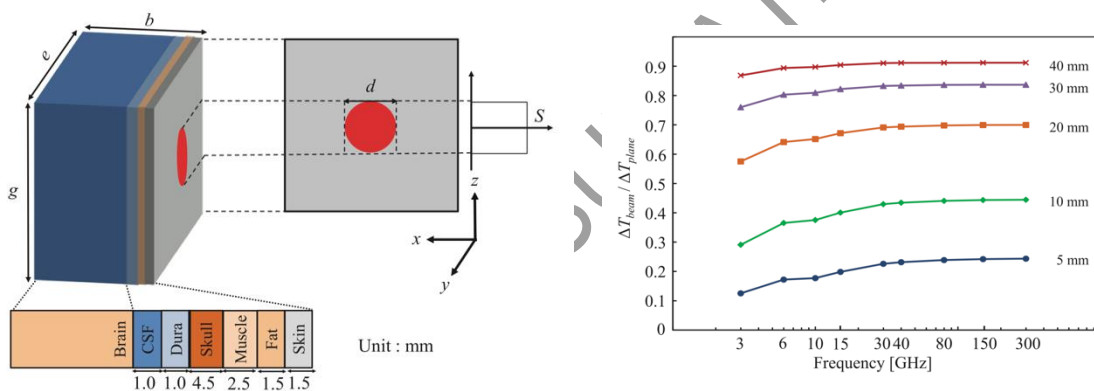 b
e
g
d
S
z
x
y
Brain
CSF
Dura
Skull
Muscle
Fat
Skin
1.0 1.0 4.5 2.5 1.5 1.5
Unit : mm
ΔT_beam / ΔT_plane
0.9
0.8
0.7
0.6
0.5
0.4
0.3
0.2
0.1
0
40 mm
30 mm
20 mm
10 mm
5 mm
3 6 10 15 30 40 80 150 300
Frequency [GHz]